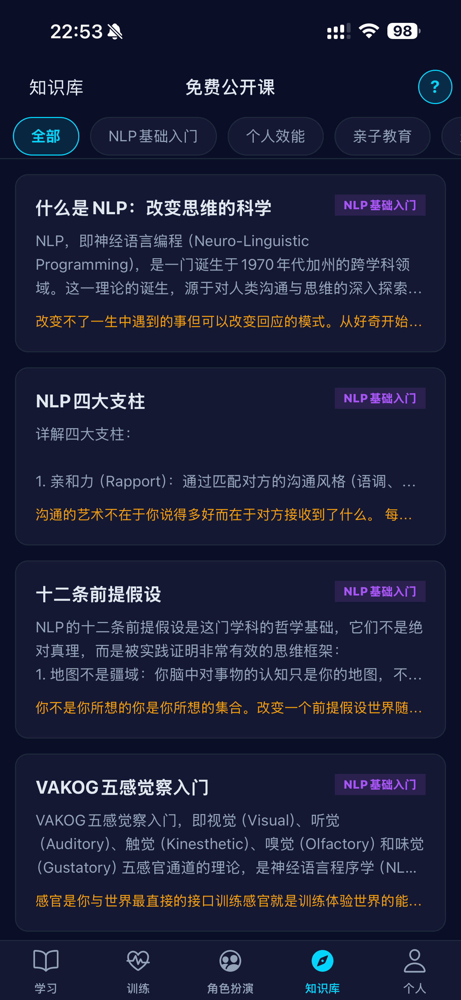 22:53
98
知识库
免费公开课
?
全部
NLP基础入门
个人效能
亲子教育
什么是NLP：改变思维的科学
NLP基础入门
NLP，即神经语言编程（Neuro-Linguistic
Programming），是一门诞生于1970年代加州的跨学科领
域。这一理论的诞生，源于对人类沟通与思维的深入探索...
改变不了一生中遇到的事但可以改变回应的模式。从好奇开始...
NLP四大支柱
NLP基础入门
详解四大支柱：
1. 亲和力（Rapport）：通过匹配对方的沟通风格（语调、...
沟通的艺术不在于你说得多好而在于对方接收到了什么。 每...
十二条前提假设
NLP基础入门
NLP的十二条前提假设是这门学科的哲学基础，它们不是绝
对真理，而是被实践证明非常有效的思维框架：
1. 地图不是疆域：你脑中对事物的认知只是你的地图，不...
你不是你所想的你是你所想的集合。改变一个前提假设世界随...
VAKOG五感觉察入门
NLP基础入门
VAKOG五感觉察入门，即视觉（Visual）、听觉
（Auditory）、触觉（Kinesthetic）、嗅觉（Olfactory）和味觉
（Gustatory）五感官通道的理论，是神经语言程序学（NL...
感官是你与世界最直接的接口训练感官就是训练体验世界的能...
学习
训练
角色扮演
知识库
个人